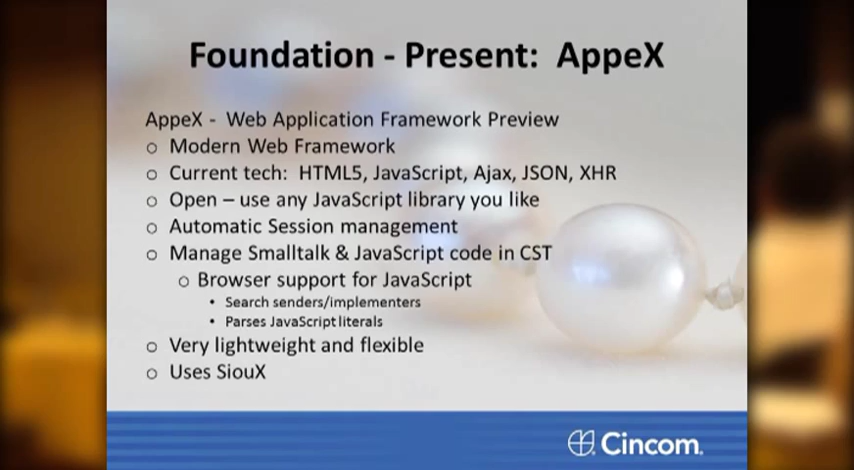 Foundation - Present: AppeX
AppeX - Web Application Framework Preview
o Modern Web Framework
o Current tech: HTML5, JavaScript, Ajax, JSON, XHR
o Open – use any JavaScript library you like
o Automatic Session management
o Manage Smalltalk & JavaScript code in CST
o Browser support for JavaScript
• Search senders/implementers
• Parses JavaScript literals
o Very lightweight and flexible
o Uses SiouX
Cincom.